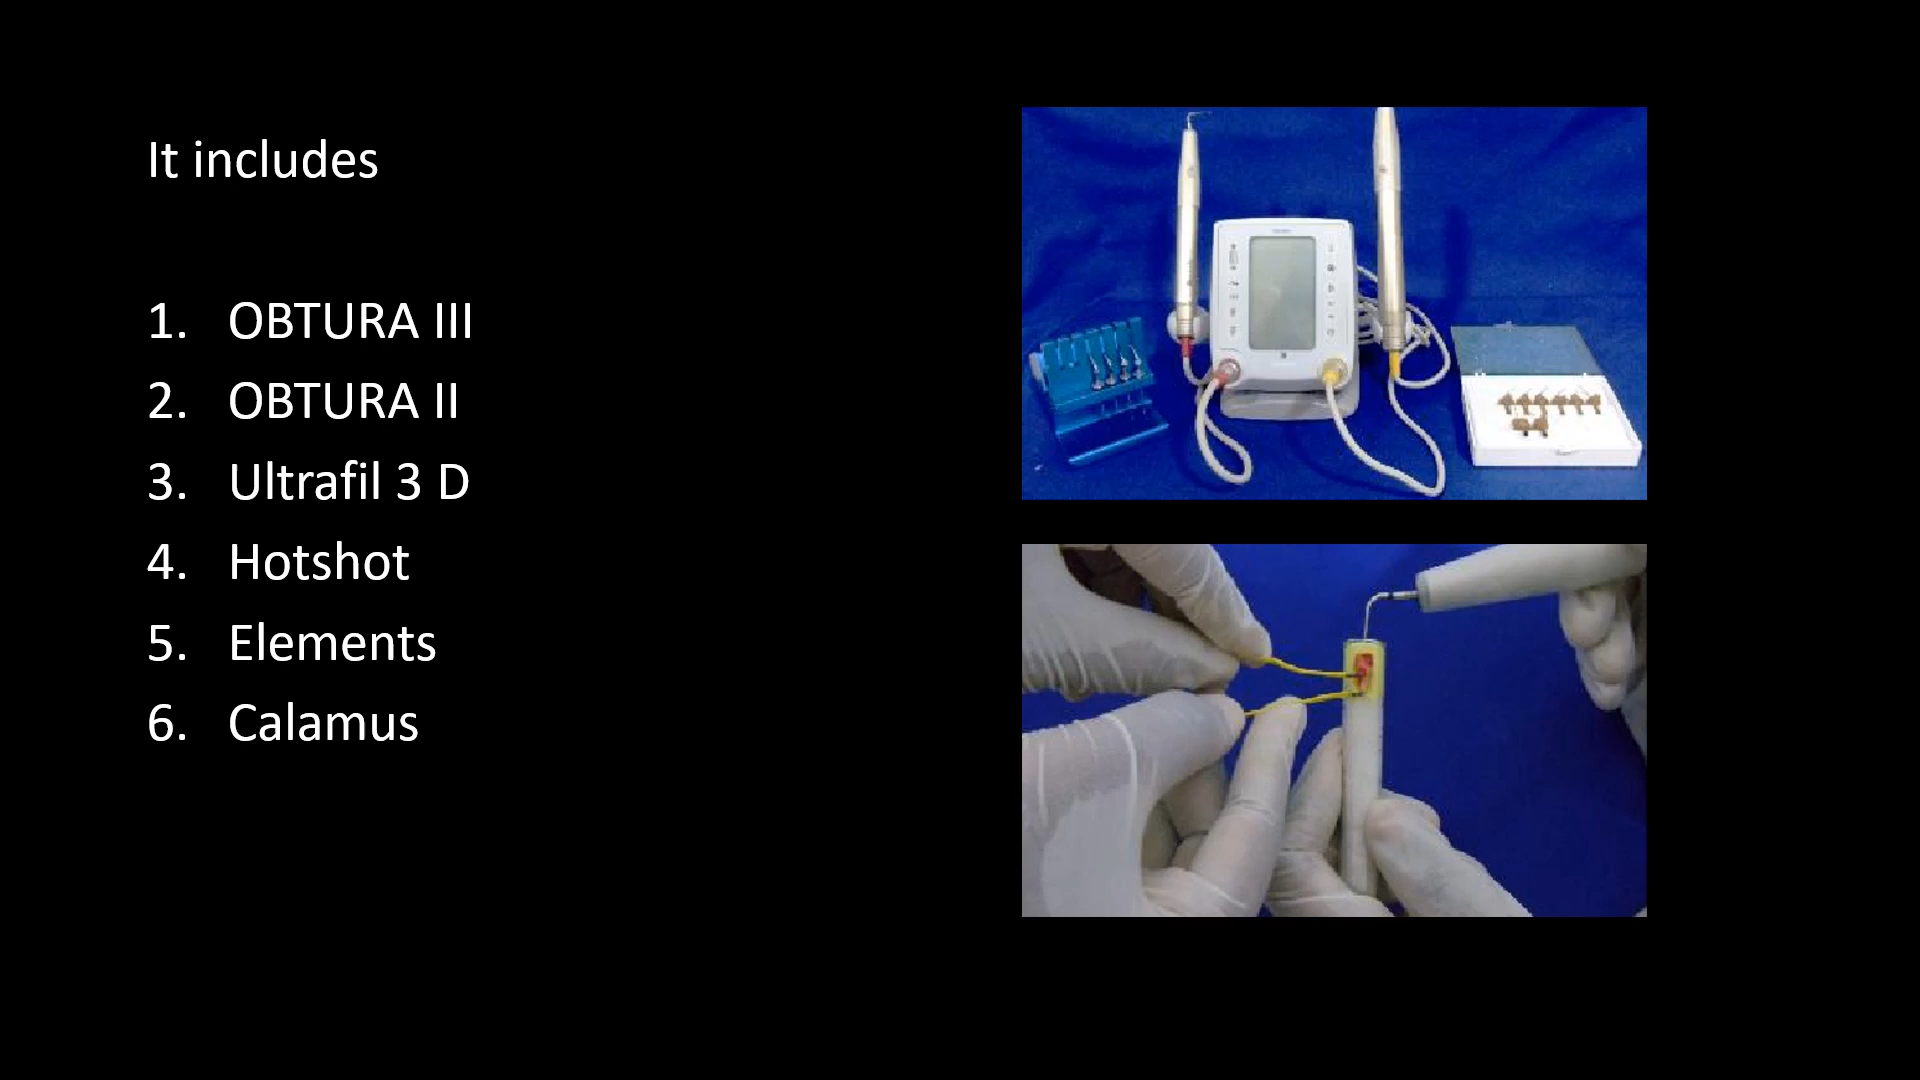 It includes
1. OBTURA III
2. OBTURA II
3. Ultrafil 3 D
4. Hotshot
5. Elements
6. Calamus